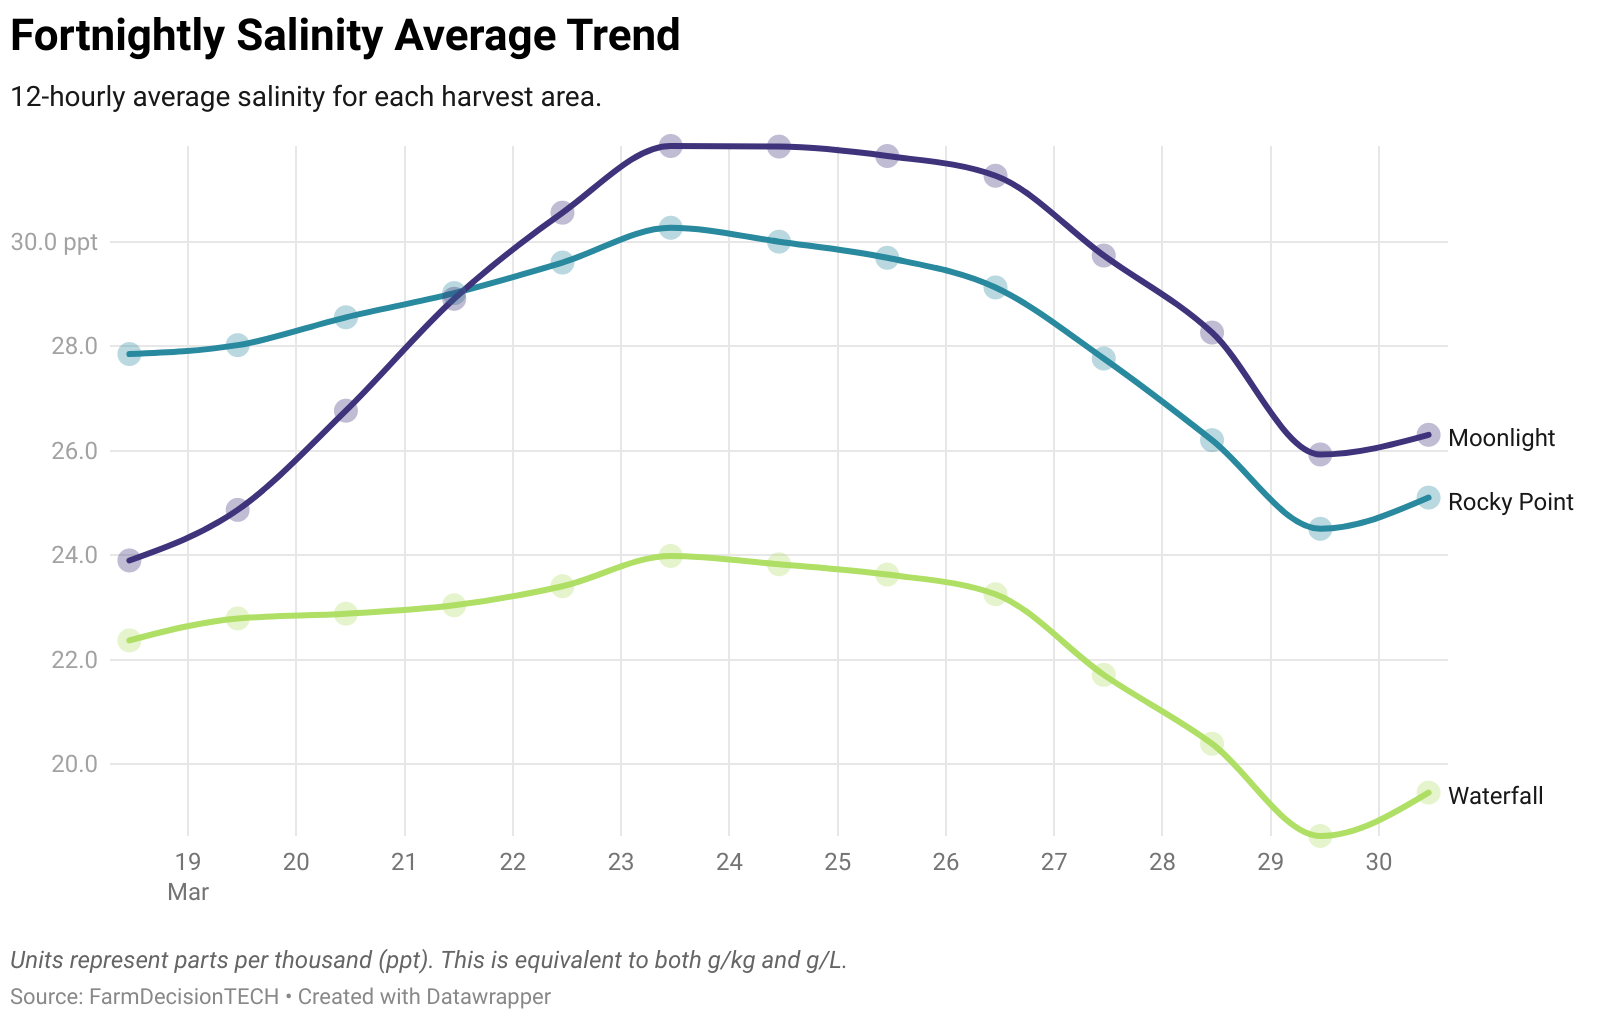 Fortnightly Salinity Average Trend
12-hourly average salinity for each harvest area.
30.0 ppt
28.0
26.0
24.0
22.0
20.0
Moonlight
Rocky Point
Waterfall
19 20 21 22 23 24 25 26 27 28 29 30
Mar
Units represent parts per thousand (ppt). This is equivalent to both g/kg and g/L.
Source: FarmDecisionTECH • Created with Datawrapper